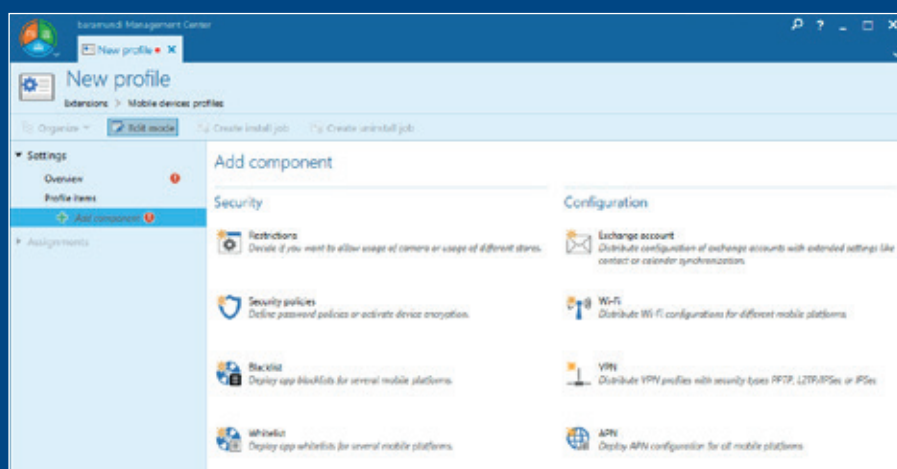 baramundi Management Center
New profile
New profile
Extensions > Mobile devices profiles
Organize
Edit mode
Create install job
Create uninstall job
Settings
Overview
Profile items
Add component
Assignments
Add component
Security
Restrictions
Decide if you want to allow usage of camera or usage of different stores.
Security policies
Define password policies or activate device encryption.
Blacklist
Deploy app blacklists for several mobile platforms.
Whitelist
Deploy app whitelists for several mobile platforms.
Configuration
Exchange account
Distribute configuration of exchange accounts with extended settings like
contact or calender synchronization.
Wi-Fi
Distribute Wi-Fi configurations for different mobile platforms.
VPN
Distribute VPN profiles with security types PPTP, L2TP/IPSec or IPSec
APN
Deploy APN configuration for all mobile platforms